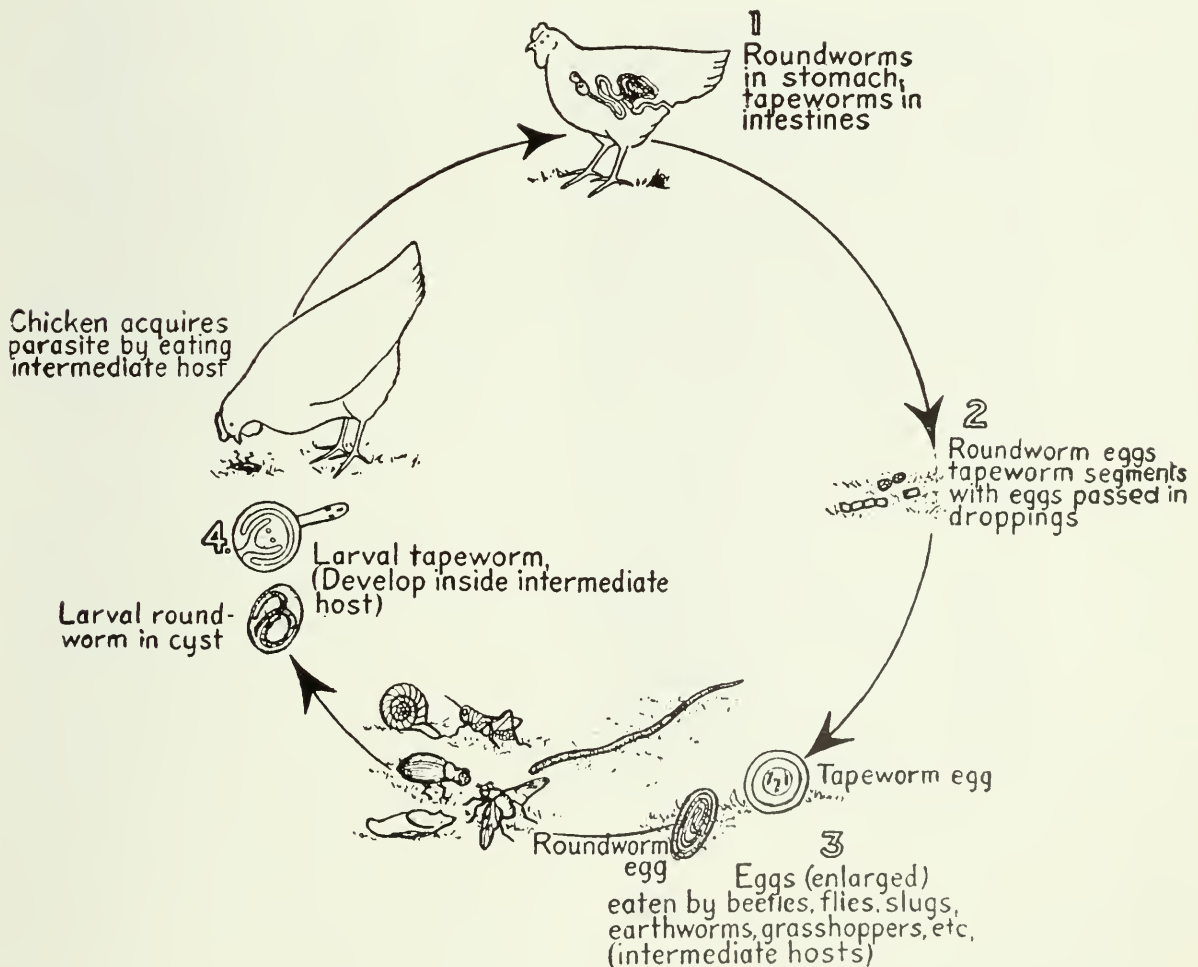 1
Roundworms
in stomach,
tapeworms in
intestines
2
Roundworm eggs
tapeworm segments
with eggs passed in
droppings
Tapeworm egg
Roundworm
egg
3
Eggs (enlarged)
eaten by beetles, flies, slugs,
earthworms, grasshoppers, etc,
(intermediate hosts)
4.
Larval tapeworm,
(Develop inside intermediate
host)
Larval round-
worm in cyst
Chicken acquires
parasite by eating
intermediate host